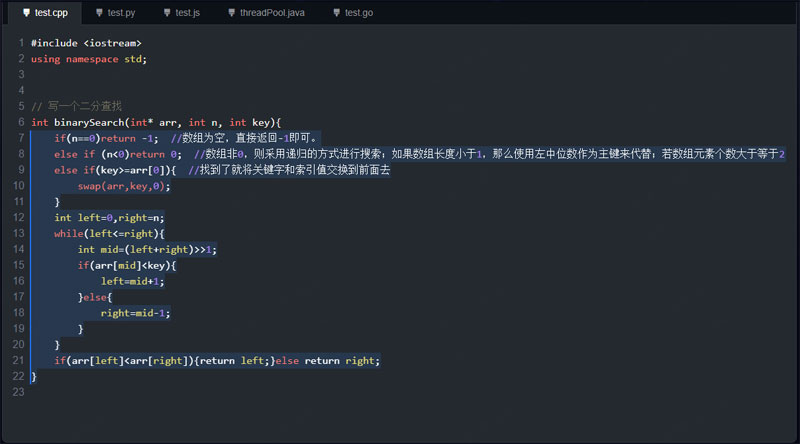 test.cpp test.py test.js threadPool.java test.go
1 #include <iostream>
2 using namespace std;
3
4
5 // 写一个二分查找
6 int binarySearch(int* arr, int n, int key){
7 if(n==0)return -1; //数组为空，直接返回-1即可。
8 else if (n<0)return 0; //数组非0，则采用递归的方式进行搜索；如果数组长度小于1，那么使用左中位数作为主键来代替；若数组元素个数大于等于2
9 else if(key>=arr[0]){ //找到了就将关键字和索引值交换到前面去
10 swap(arr,key,0);
11 }
12 int left=0,right=n;
13 while(left<=right){
14 int mid=(left+right)>>1;
15 if(arr[mid]<key){
16 left=mid+1;
17 }else{
18 right=mid-1;
19 }
20 }
21 if(arr[left]<arr[right]){return left;}else return right;
22 }
23